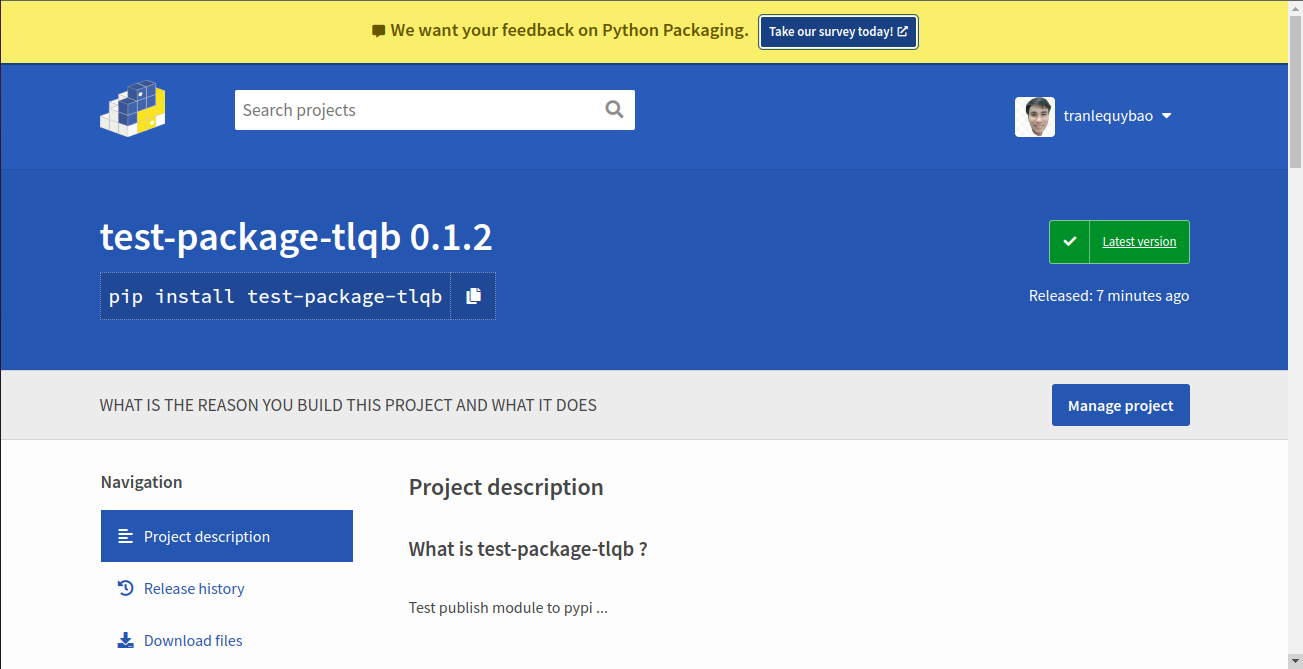 We want your feedback on Python Packaging. Take our survey today!
Search projects
tranlequybao
test-package-tlqb 0.1.2
Latest version
pip install test-package-tlqb
Released: 7 minutes ago
WHAT IS THE REASON YOU BUILD THIS PROJECT AND WHAT IT DOES
Manage project
Navigation
Project description
Release history
Download files
Project description
What is test-package-tlqb ?
Test publish module to pypi ...